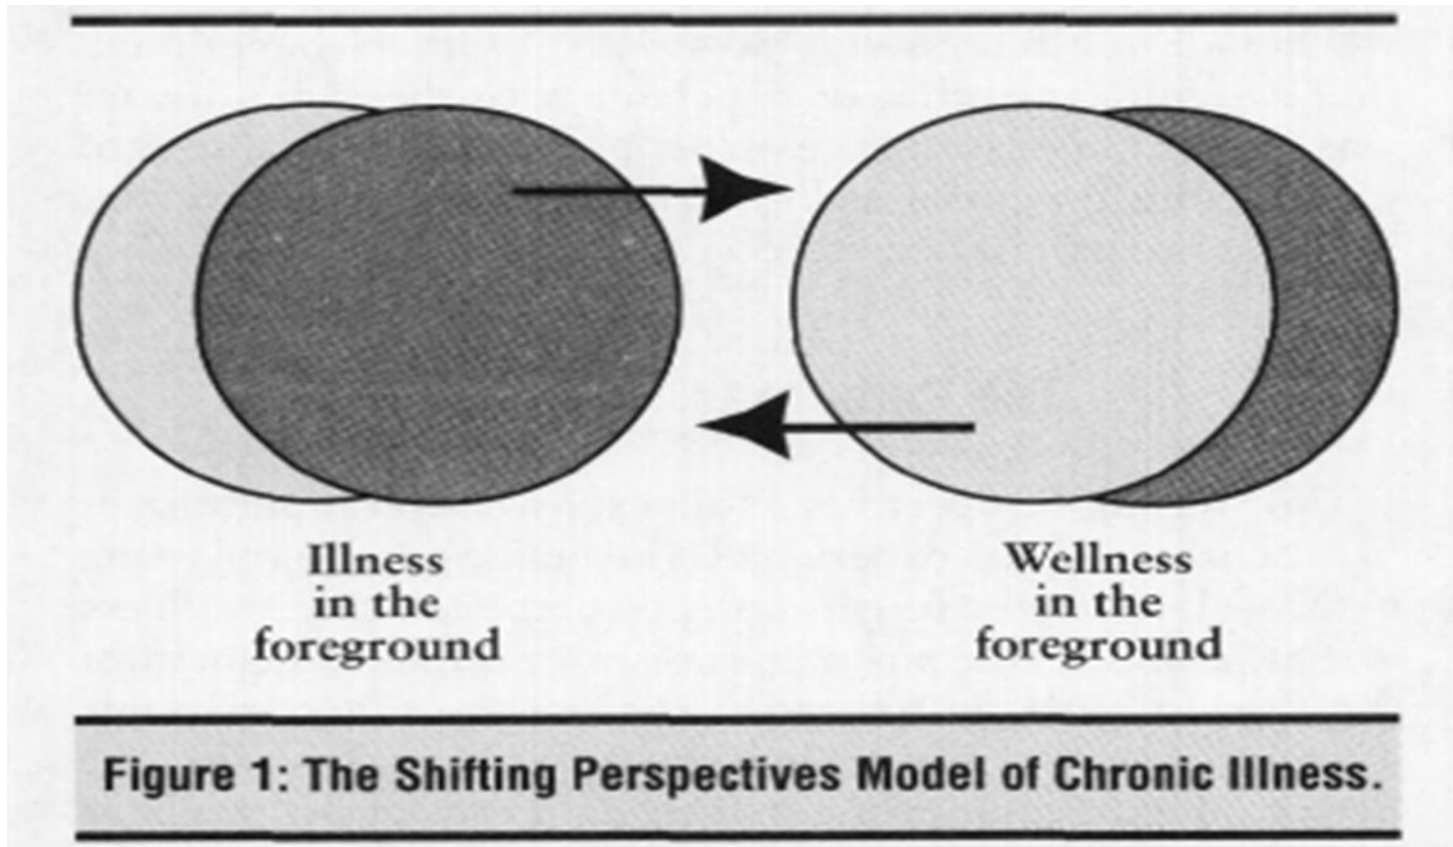 Illness
in the
foreground
Wellness
in the
foreground
Figure 1: The Shifting Perspectives Model of Chronic Illness.